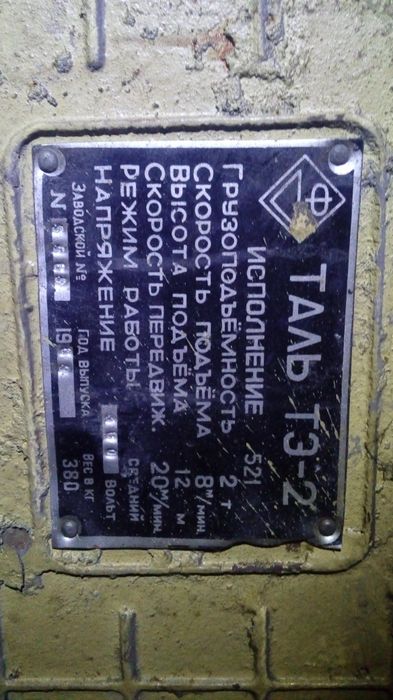 ТАЛЬ ТЭ-2
ИСПОЛНЕНИЕ 521
ГРУЗОПОДЪЁМНОСТЬ 2 Т
СКОРОСТЬ ПОДЪЁМА 8 М/МИН.
ВЫСОТА ПОДЪЁМА 12 М
СКОРОСТЬ ПЕРЕДВИЖ. 20 М/МИН.
РЕЖИМ РАБОТЫ СРЕДНИЙ
НАПРЯЖЕНИЕ ВОЛЬТ
ЗАВОДСКОЙ № ГОД ВЫПУСКА ВЕС В КГ
N 380